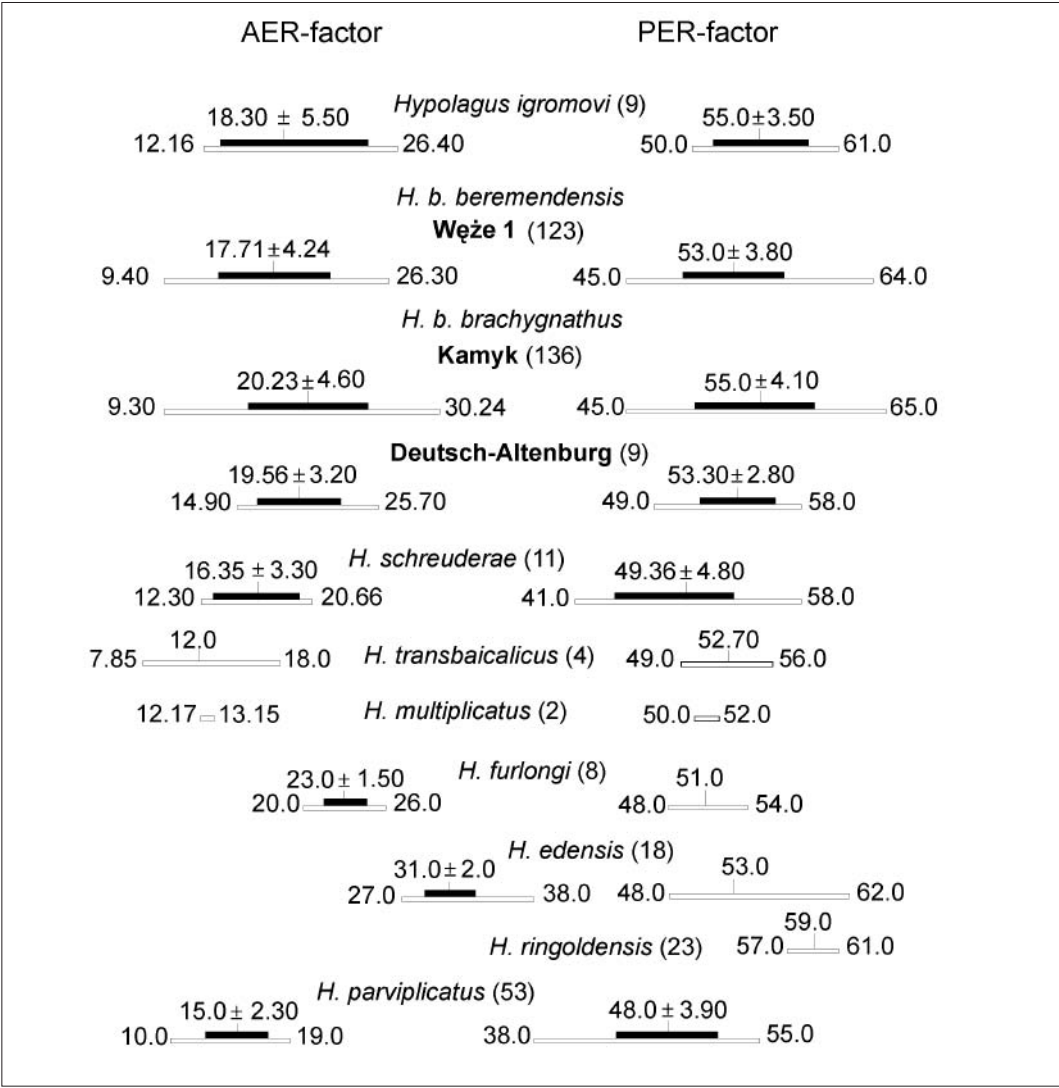 AER-factor PER-factor
Hypolagus igromovi (9)
18.30 ± 5.50 55.0±3.50
12.16 26.40 50.0 61.0
H. b. beremendensis
Węże 1 (123)
17.71±4.24 53.0±3.80
9.40 26.30 45.0 64.0
H. b. brachygnathus
Kamyk (136)
20.23±4.60 55.0±4.10
9.30 30.24 45.0 65.0
Deutsch-Altenburg (9)
19.56±3.20 53.30±2.80
14.90 25.70 49.0 58.0
H. schreuderae (11)
16.35 ± 3.30 49.36±4.80
12.30 20.66 41.0 58.0
12.0 52.70
7.85 18.0 H. transbaicalicus (4) 49.0 56.0
12.17 13.15 H. multiplicatus (2) 50.0 52.0
H. furlongi (8)
23.0± 1.50 51.0
20.0 26.0 48.0 54.0
H. edensis (18)
31.0±2.0 53.0
27.0 38.0 48.0 62.0
59.0
H. ringoldensis (23) 57.0 61.0
H. parviplicatus (53)
15.0± 2.30 48.0±3.90
10.0 19.0 38.0 55.0